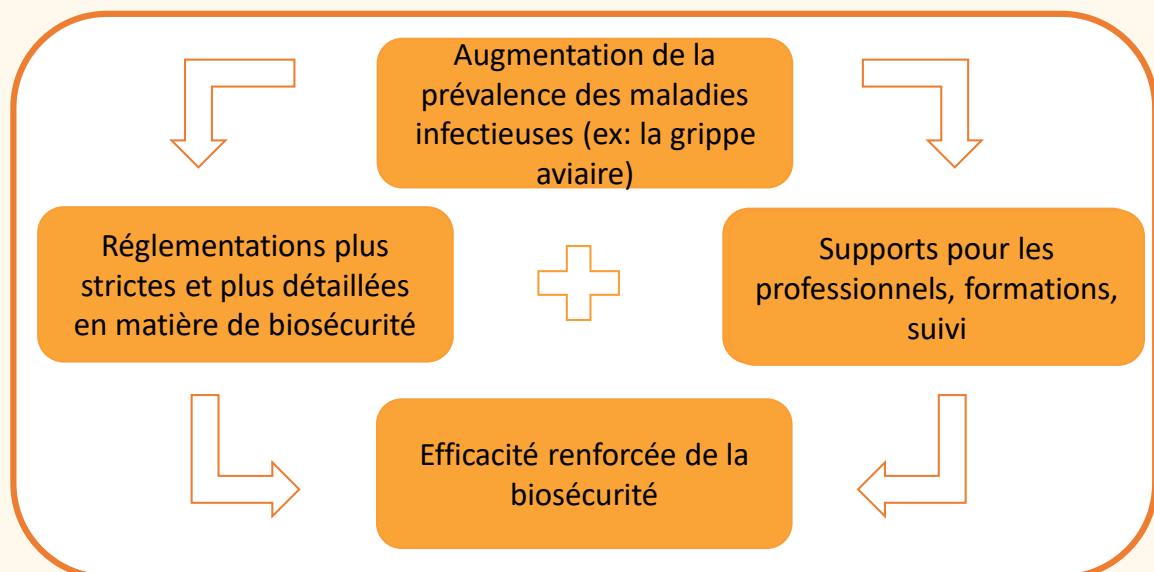 Augmentation de la
prévalence des maladies
infectieuses (ex: la grippe
aviaire)
Réglementations plus
strictes et plus détaillées
en matière de biosécurité
Supports pour les
professionnels, formations,
suivi
Efficacité renforcée de la
biosécurité